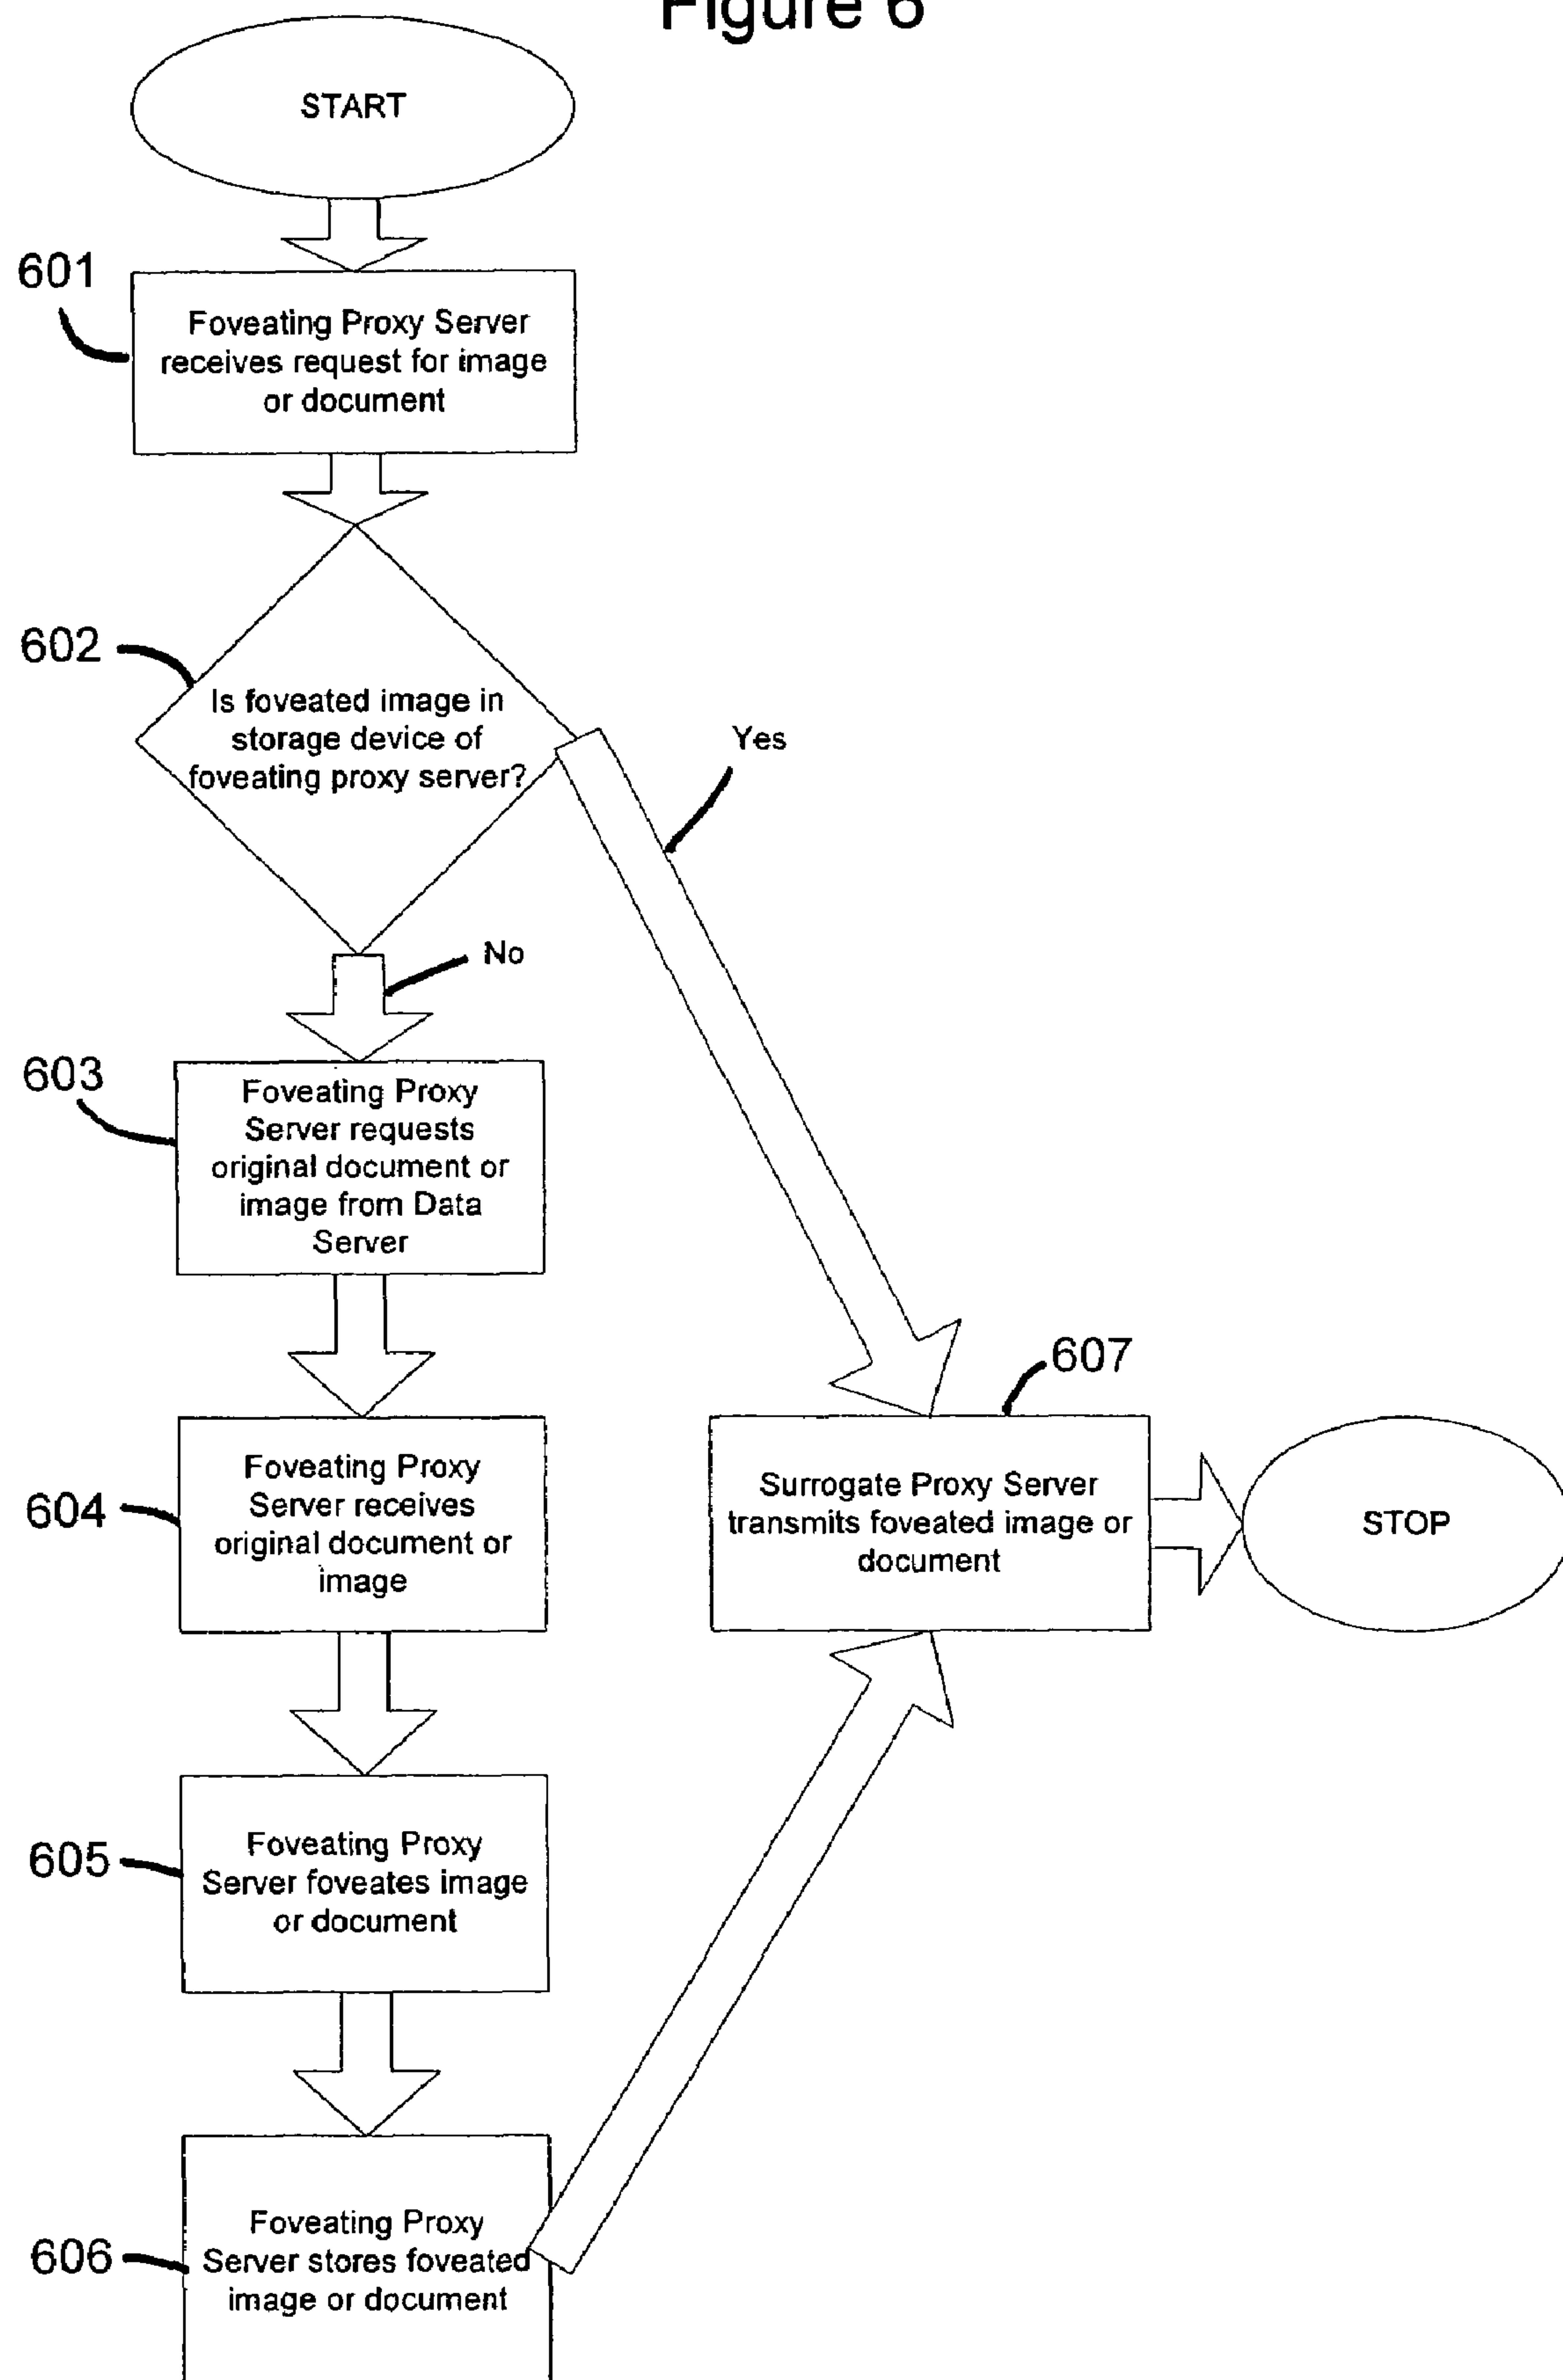 Figure 6
START
601
Foveating Proxy Server
receives request for image
or document
602
Is foveated image in
storage device of
foveating proxy server?
Yes
No
603
Foveating Proxy
Server requests
original document or
image from Data
Server
607
604
Foveating Proxy
Server receives
original document or
image
Surrogate Proxy Server
transmits foveated image or
document
STOP
605
Foveating Proxy
Server foveates image
or document
606
Foveating Proxy
Server stores foveated
image or document